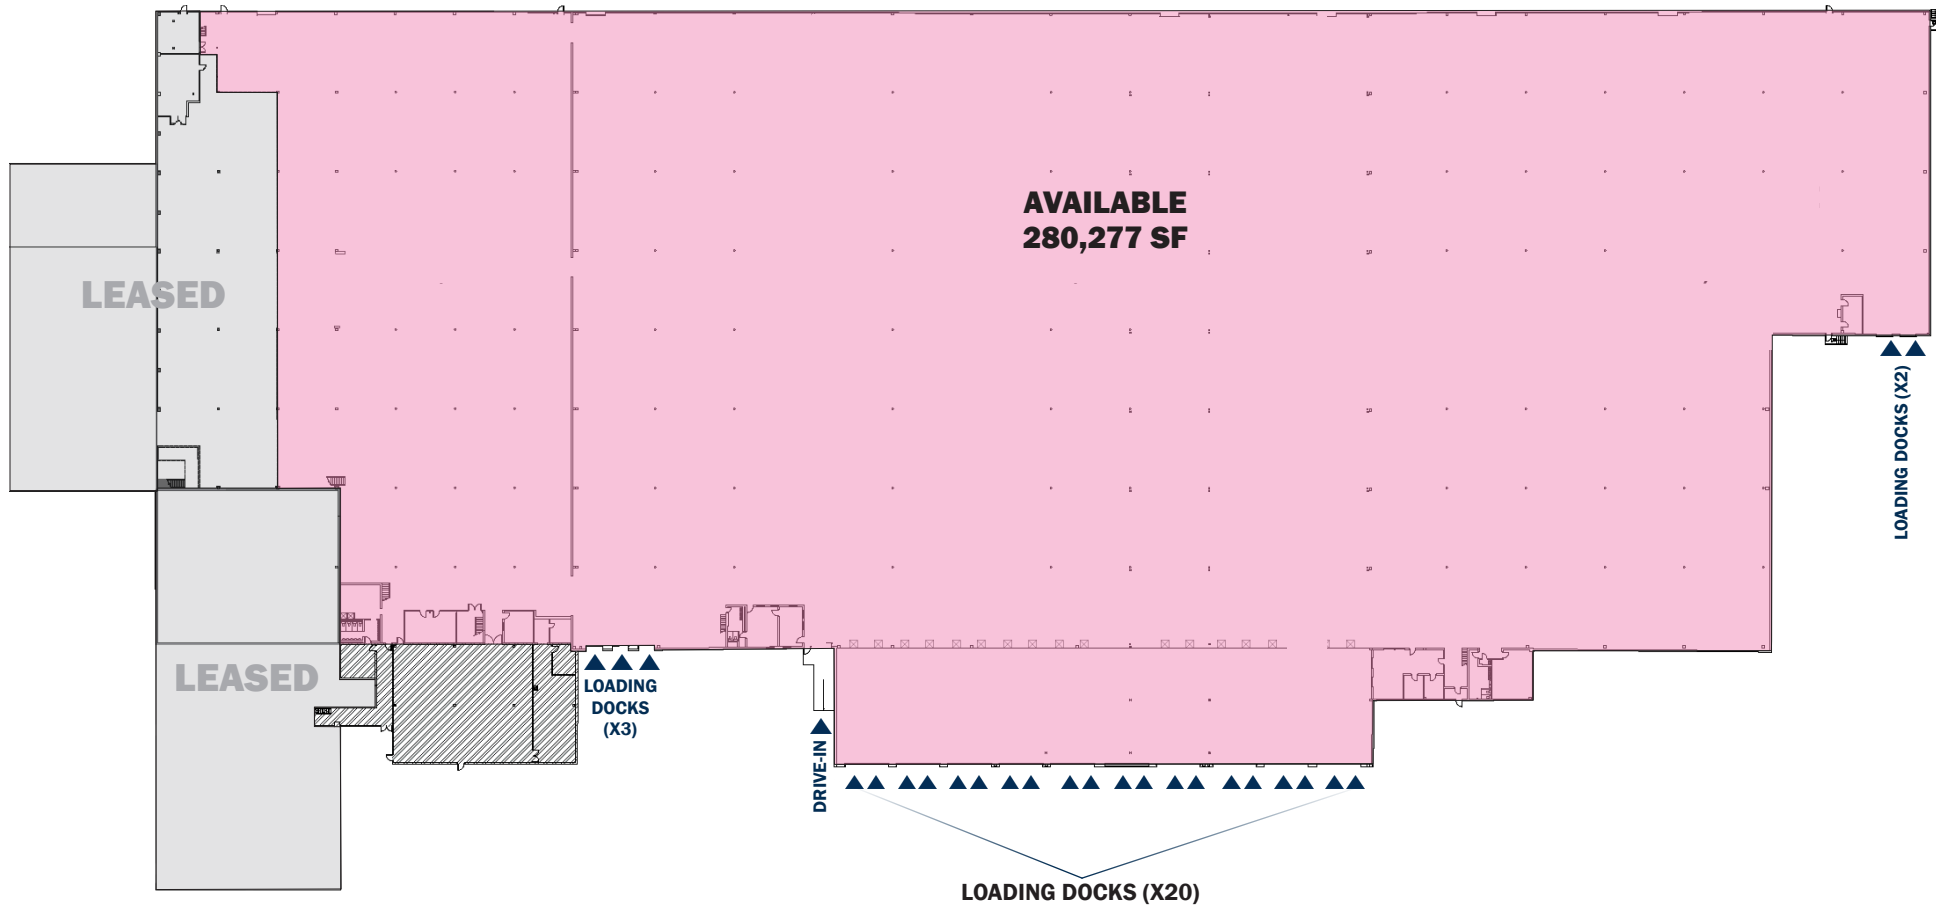 AVAILABLE
280,277 SF
LEASED
LOADING DOCKS (X2)
LEASED
LOADING
DOCKS
(X3)
DRIVE-IN
LOADING DOCKS (X20)